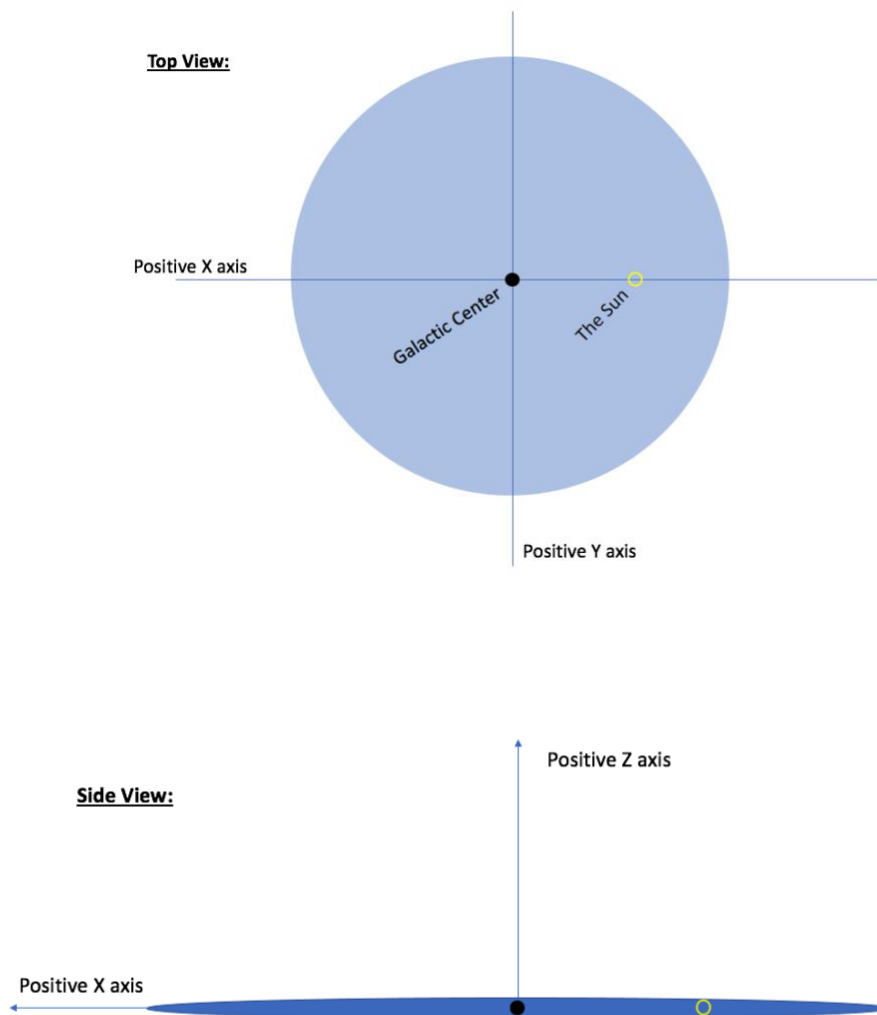 Top View:
Positive X axis
Galactic Center
The Sun
Positive Y axis
Positive Z axis
Side View:
Positive X axis